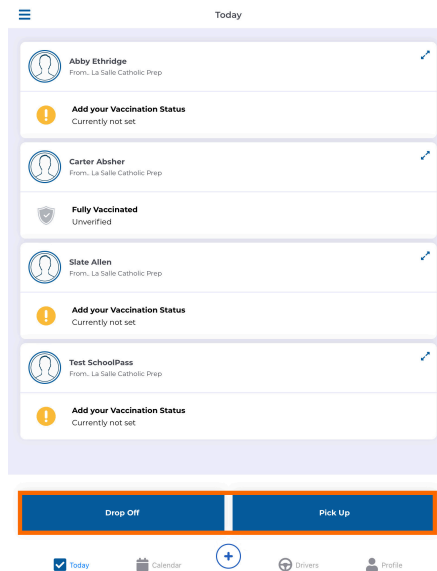 Today
Abby Ethridge
From.. La Salle Catholic Prep
Add your Vaccination Status
Currently not set
Carter Absher
From.. La Salle Catholic Prep
Fully Vaccinated
Unverified
Slate Allen
From.. La Salle Catholic Prep
Add your Vaccination Status
Currently not set
Test SchoolPass
From.. La Salle Catholic Prep
Add your Vaccination Status
Currently not set
Drop Off Pick Up
Today Calendar Drivers Profile